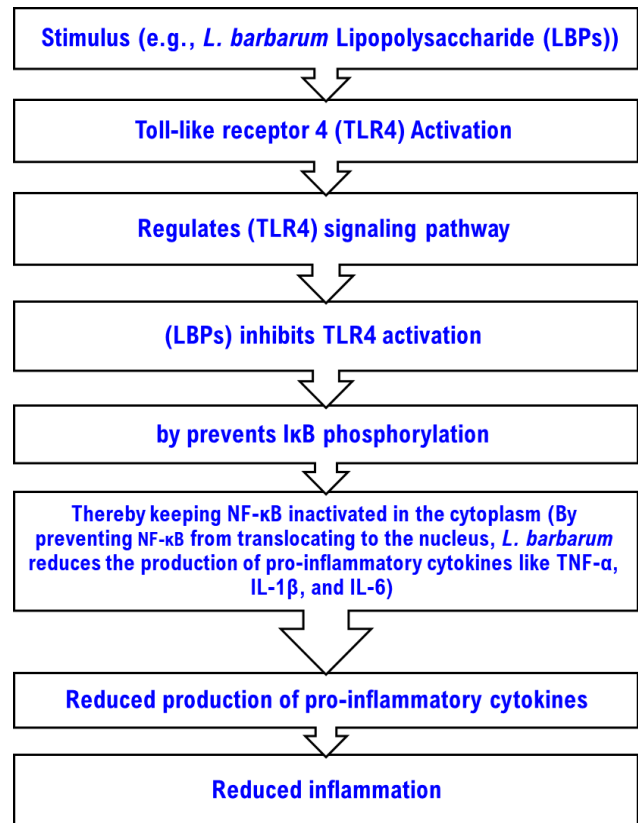 Stimulus (e.g., L. barbarum Lipopolysaccharide (LBPs))
Toll-like receptor 4 (TLR4) Activation
Regulates (TLR4) signaling pathway
(LBPs) inhibits TLR4 activation
by prevents IκB phosphorylation
Thereby keeping NF-κB inactivated in the cytoplasm (By
preventing NF-κB from translocating to the nucleus, L. barbarum
reduces the production of pro-inflammatory cytokines like TNF-α,
IL-1β, and IL-6)
Reduced production of pro-inflammatory cytokines
Reduced inflammation